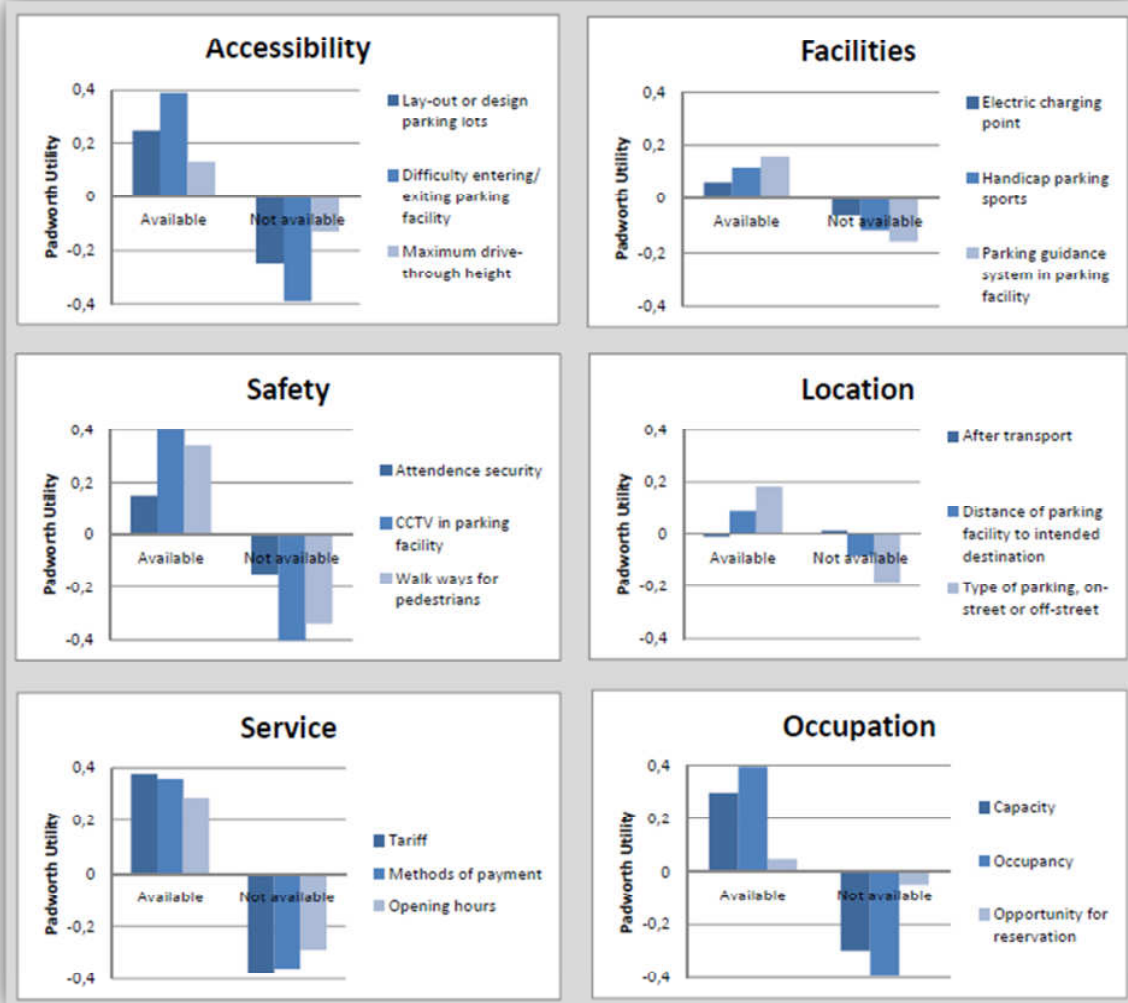 Accessibility
0,4
0,2
0
-0,2
-0,4
Padworth Utility
Available
Not available
Lay-out or design
parking lots
Difficulty entering/
exiting parking
facility
Maximum drive-
through height
Facilities
0,4
0,2
0
-0,2
-0,4
Padworth Utility
Available
Not available
Electric charging
point
Handicap parking
sports
Parking guidance
system in parking
facility
Safety
0,4
0,2
0
-0,2
-0,4
Padworth Utility
Available
Not available
Attendence security
CCTV in parking
facility
Walk ways for
pedestrians
Location
0,4
0,2
0
-0,2
-0,4
Padworth Utility
Available
Not available
After transport
Distance of parking
facility to intended
destination
Type of parking, on-
street or off-street
Service
0,4
0,2
0
-0,2
-0,4
Padworth Utility
Available
Not available
Tariff
Methods of payment
Opening hours
Occupation
0,4
0,2
0
-0,2
-0,4
Padworth Utility
Available
Not available
Capacity
Occupancy
Opportunity for
reservation